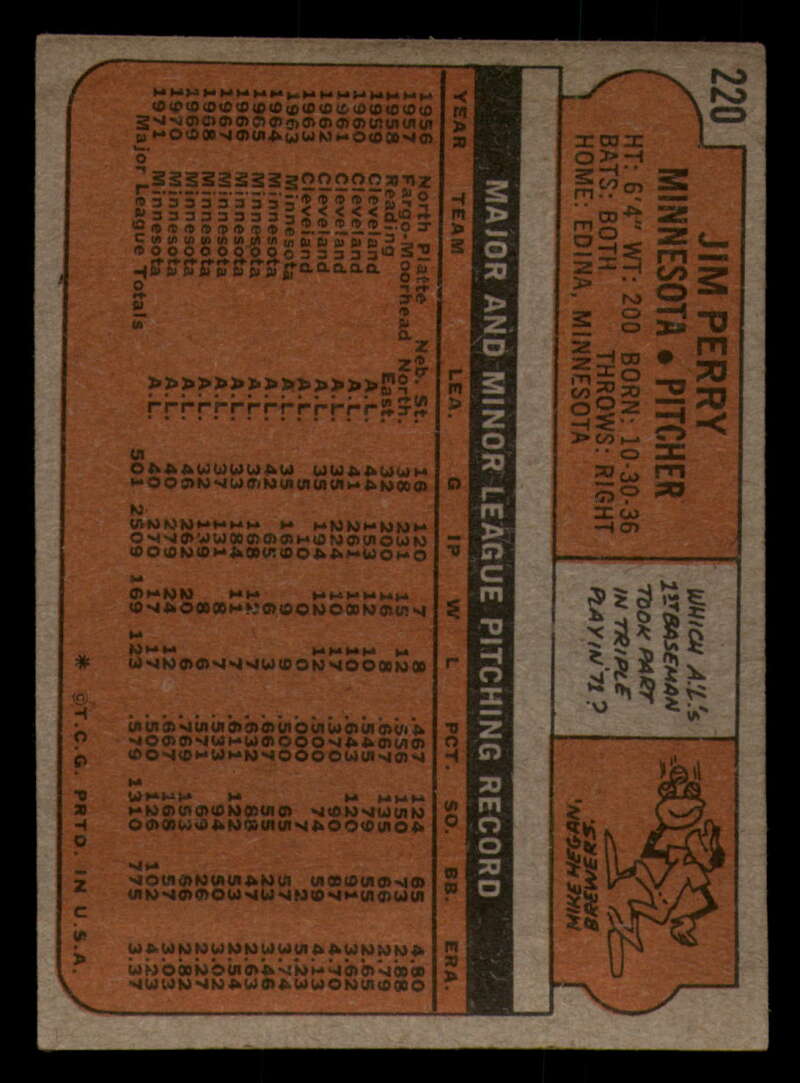 220
JIM PERRY
MINNESOTA • PITCHER
HT: 6'4" WT: 200 BORN: 10-30-36
BATS: BOTH THROWS: RIGHT
HOME: EDINA, MINNESOTA
WHICH A.L.'s
1ST BASEMAN
TOOK PART
IN TRIPLE
PLAY IN '71?
MIKE HEGAN,
BREWERS.
MAJOR AND MINOR LEAGUE PITCHING RECORD
YEAR TEAM LEA. G IP W L PCT. SO. BB. ERA.
1956 North Platte Neb. St. 16 120 7 8 .467 124 65 4.80
1957 Fargo-Moorhead North. 38 231 15 12 .556 150 73 2.88
1958 Reading East. 32 200 16 8 .667 135 66 2.79
1959 Cleveland A.L. 44 153 12 10 .545 79 55 2.65
1960 Cleveland A.L. 41 261 18 10 .643 120 91 3.62
1961 Cleveland A.L. 35 224 10 17 .370 90 87 4.70
1962 Cleveland A.L. 35 194 12 12 .500 74 59 4.13
1963 Cleveland A.L. 5 10 0 0 .000 7 2 5.23
1963 Minnesota A.L. 35 169 9 9 .500 65 57 3.74
1964 Minnesota A.L. 42 65 6 3 .667 55 23 3.46
1965 Minnesota A.L. 36 168 12 7 .632 88 47 2.63
1966 Minnesota A.L. 33 184 11 7 .611 122 53 2.54
1967 Minnesota A.L. 37 131 8 7 .533 94 50 3.02
1968 Minnesota A.L. 32 139 8 6 .571 69 26 2.27
1969 Minnesota A.L. 46 262 20 6 .769 153 66 2.82
1970 Minnesota A.L. 40 279 24 12 .667 168 57 3.03
1971 Minnesota A.L. 40 270 17 17 .500 126 102 4.23
Major League Totals 501 2509 169 123 .579 1310 775 3.37
* ©T.C.G. PRTD. IN U.S.A.